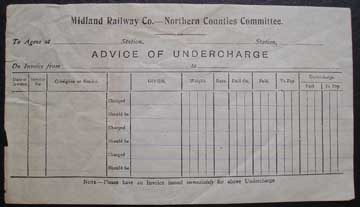 Midland Railway Co.—Northern Counties Committee.
To Agent at Station, Station,
ADVICE OF UNDERCHARGE
On Invoice from to
Date of Invoice Invoice No. Consignee or Sender. GOODS. Weight. Rate. Paid On. Paid. To Pay Undercharge
Paid To Pay
Charged
Should be
Charged
Should be
Charged
Should be
NOTE—Please have an Invoice issued immediately for above Undercharge